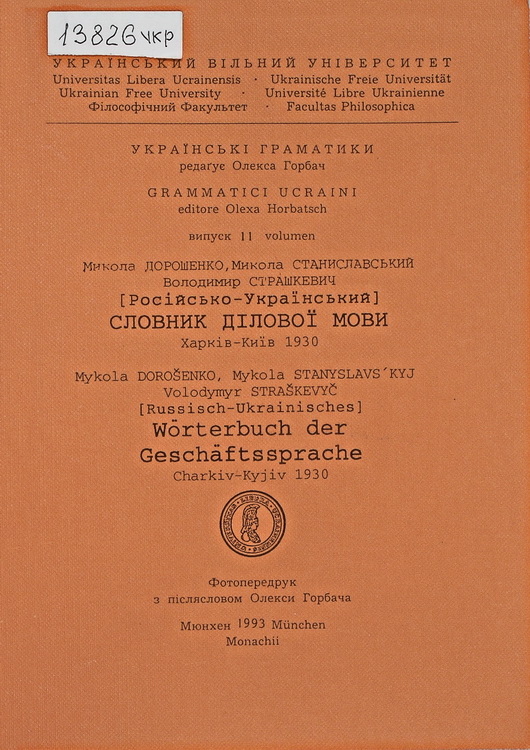 13826 укр
УКРАЇНСЬКИЙ ВІЛЬНИЙ УНІВЕРСИТЕТ
Universitas Libera Ucrainensis · Ukrainische Freie Universität
Ukrainian Free University · Université Libre Ukrainienne
Філософічний Факультет · Facultas Philosophica
УКРАЇНСЬКІ ГРАМАТИКИ
редаґує Олекса Горбач
GRAMMATICI UCRAINI
editore Olexa Horbatsch
випуск 11 volumen
Микола ДОРОШЕНКО, Микола СТАНИСЛАВСЬКИЙ
Володимир СТРАШКЕВИЧ
[Російсько-Український]
СЛОВНИК ДІЛОВОЇ МОВИ
Харків-Київ 1930
Mykola DOROŠENKO, Mykola STANYSLAVS´KYJ
Volodymyr STRAŠKEVYČ
[Russisch-Ukrainisches]
Wörterbuch der
Geschäftssprache
Charkiv-Kyjiv 1930
Фотопередрук
з післясловом Олекси Горбача
Мюнхен 1993 München
Monachii